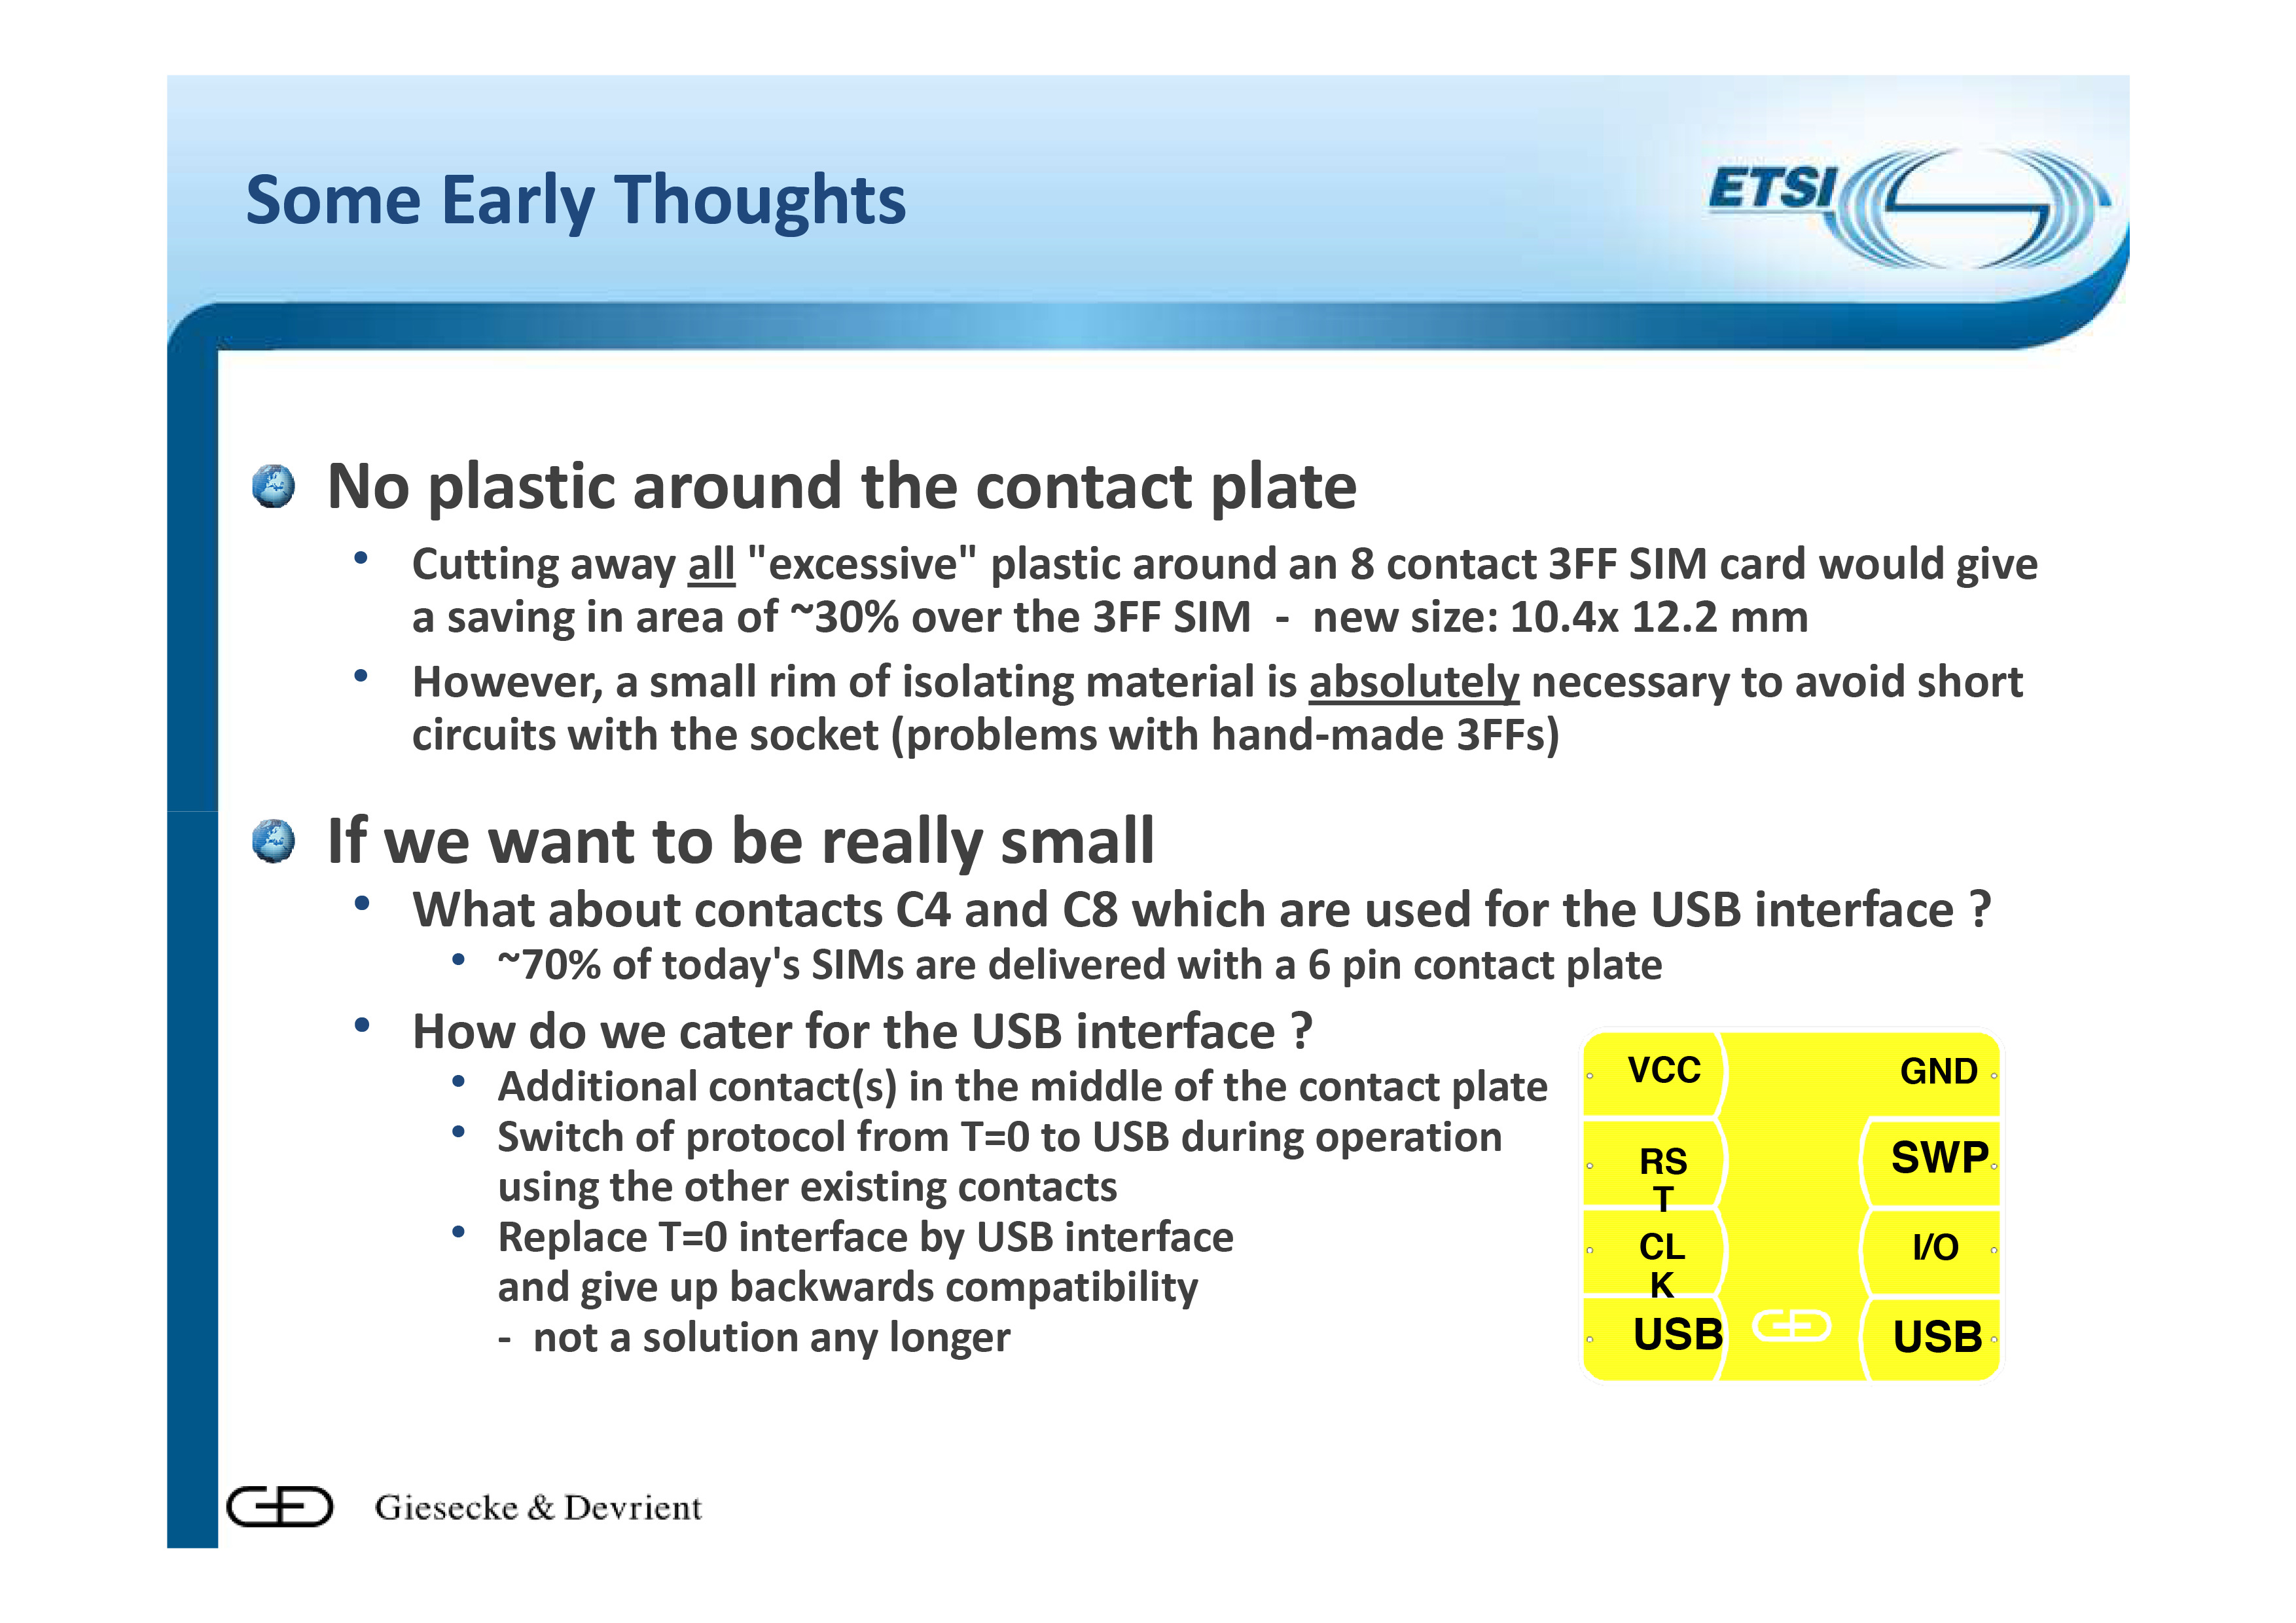 Some Early Thoughts
ETSI
No plastic around the contact plate
• Cutting away all "excessive" plastic around an 8 contact 3FF SIM card would give
a saving in area of ~30% over the 3FF SIM - new size: 10.4x 12.2 mm
• However, a small rim of isolating material is absolutely necessary to avoid short
circuits with the socket (problems with hand-made 3FFs)
If we want to be really small
• What about contacts C4 and C8 which are used for the USB interface ?
• ~70% of today's SIMs are delivered with a 6 pin contact plate
• How do we cater for the USB interface ?
• Additional contact(s) in the middle of the contact plate
• Switch of protocol from T=0 to USB during operation
using the other existing contacts
• Replace T=0 interface by USB interface
and give up backwards compatibility
- not a solution any longer
VCC
GND
RS
T
SWP
CL
K
I/O
USB
USB
Giesecke & Devrient